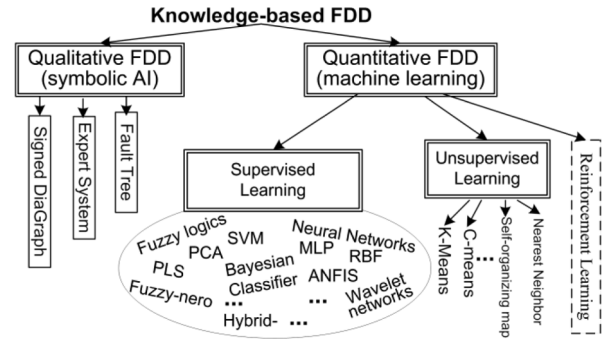 Knowledge-based FDD
Qualitative FDD
(symbolic AI)
Quantitative FDD
(machine learning)
Signed DiaGraph
Expert System
Fault Tree
Supervised
Learning
Unsupervised
Learning
Reinforcement Learning
Fuzzy logics
SVM
Neural Networks
PCA
MLP
RBF
PLS
Bayesian
Classifier
ANFIS
Fuzzy-nero
...
...
Wavelet
networks
Hybrid-
...
K-Means
C-means
...
Self-organizing map
Nearest Neighbor